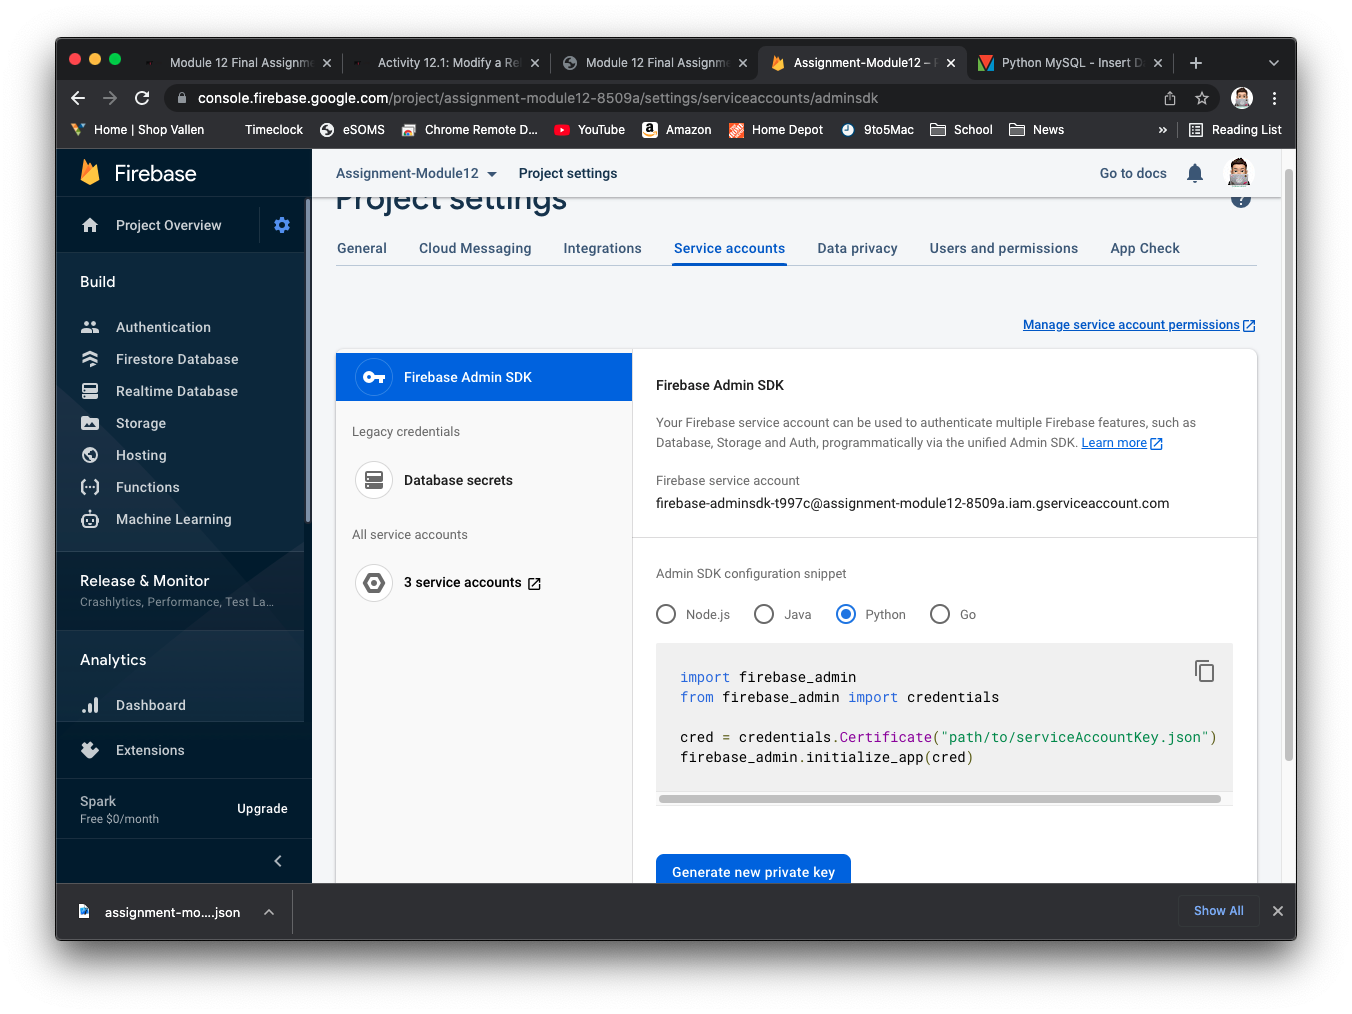 Module 12 Final Assignme
Activity 12.1: Modify a Re
Module 12 Final Assignme
Assignment-Module12 –
Python MySQL - Insert D
console.firebase.google.com/project/assignment-module12-8509a/settings/serviceaccounts/adminsdk
Home | Shop Vallen
Timeclock
eSOMS
Chrome Remote D...
YouTube
Amazon
Home Depot
9to5Mac
School
News
»
Reading List
Firebase
Assignment-Module12
Project settings
Go to docs
Project settings
?
Project Overview
General
Cloud Messaging
Integrations
Service accounts
Data privacy
Users and permissions
App Check
Build
Authentication
Firestore Database
Realtime Database
Storage
Hosting
Functions
Machine Learning
Release & Monitor
Crashlytics, Performance, Test La...
Analytics
Dashboard
Extensions
Spark
Free $0/month
Upgrade
Manage service account permissions
Firebase Admin SDK
Legacy credentials
Database secrets
All service accounts
3 service accounts
Firebase Admin SDK
Your Firebase service account can be used to authenticate multiple Firebase features, such as
Database, Storage and Auth, programmatically via the unified Admin SDK. Learn more
Firebase service account
firebase-adminsdk-t997c@assignment-module12-8509a.iam.gserviceaccount.com
Admin SDK configuration snippet
Node.js
Java
Python
Go
import firebase_admin
from firebase_admin import credentials
cred = credentials.Certificate("path/to/serviceAccountKey.json")
firebase_admin.initialize_app(cred)
Generate new private key
assignment-mo....json
Show All